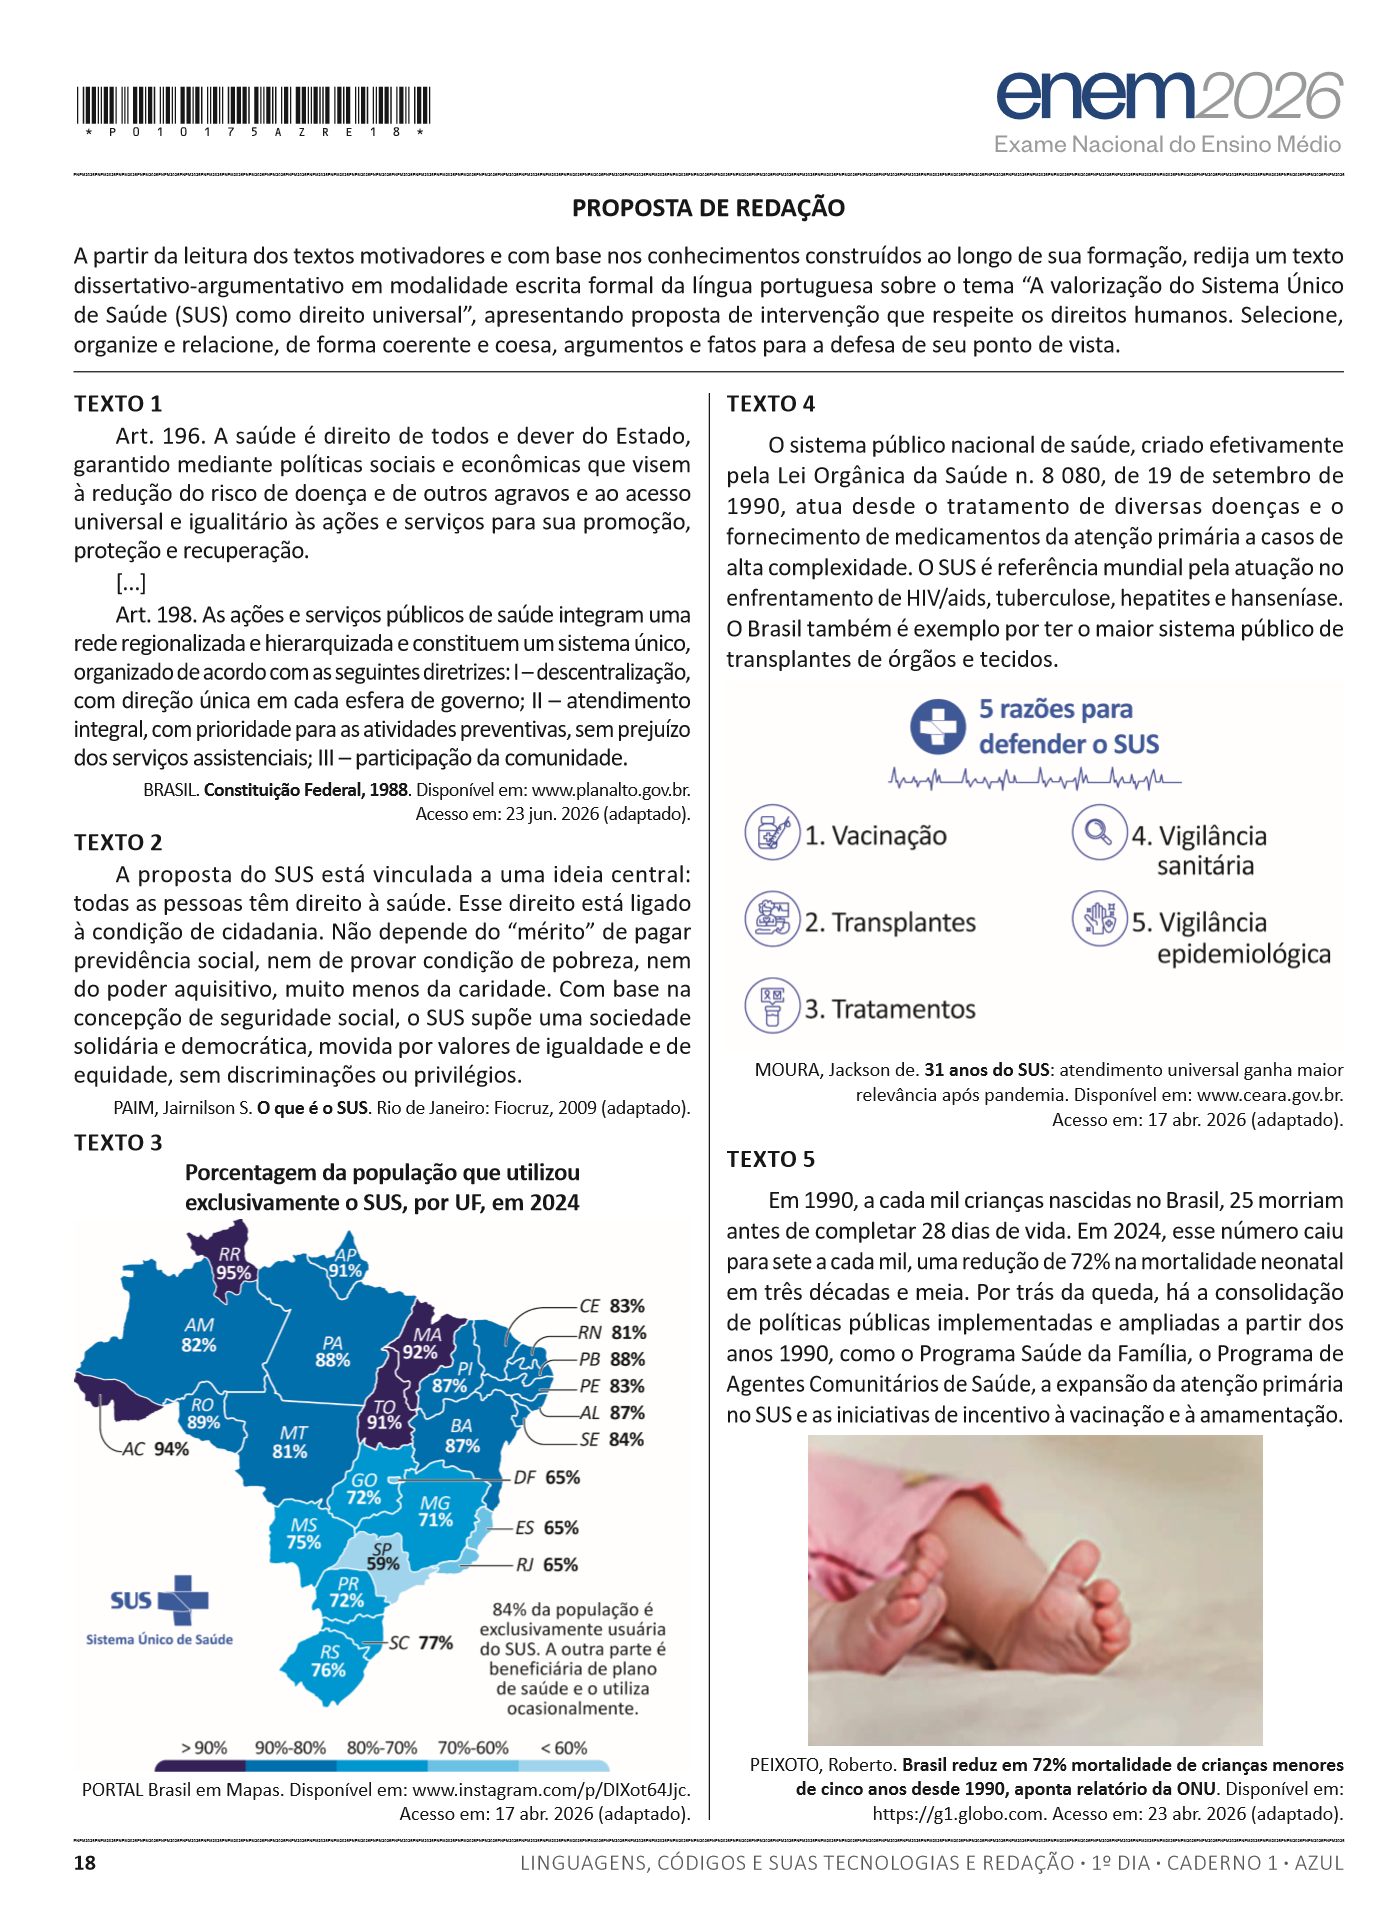 *P010175AZRE18*
enem2026
Exame Nacional do Ensino Médio
PROPOSTA DE REDAÇÃO
A partir da leitura dos textos motivadores e com base nos conhecimentos construídos ao longo de sua formação, redija um texto
dissertativo-argumentativo em modalidade escrita formal da língua portuguesa sobre o tema “A valorização do Sistema Único
de Saúde (SUS) como direito universal”, apresentando proposta de intervenção que respeite os direitos humanos. Selecione,
organize e relacione, de forma coerente e coesa, argumentos e fatos para a defesa de seu ponto de vista.
TEXTO 1
Art. 196. A saúde é direito de todos e dever do Estado,
garantido mediante políticas sociais e econômicas que visem
à redução do risco de doença e de outros agravos e ao acesso
universal e igualitário às ações e serviços para sua promoção,
proteção e recuperação.
[...]
Art. 198. As ações e serviços públicos de saúde integram uma
rede regionalizada e hierarquizada e constituem um sistema único,
organizado de acordo com as seguintes diretrizes: I – descentralização,
com direção única em cada esfera de governo; II – atendimento
integral, com prioridade para as atividades preventivas, sem prejuízo
dos serviços assistenciais; III – participação da comunidade.
BRASIL. Constituição Federal, 1988. Disponível em: www.planalto.gov.br.
Acesso em: 23 jun. 2026 (adaptado).
TEXTO 2
A proposta do SUS está vinculada a uma ideia central:
todas as pessoas têm direito à saúde. Esse direito está ligado
à condição de cidadania. Não depende do “mérito” de pagar
previdência social, nem de provar condição de pobreza, nem
do poder aquisitivo, muito menos da caridade. Com base na
concepção de seguridade social, o SUS supõe uma sociedade
solidária e democrática, movida por valores de igualdade e de
equidade, sem discriminações ou privilégios.
PAIM, Jairnilson S. O que é o SUS. Rio de Janeiro: Fiocruz, 2009 (adaptado).
TEXTO 3
Porcentagem da população que utilizou
exclusivamente o SUS, por UF, em 2024
RR
95%
AP
91%
AM
82%
PA
88%
MA
92%
PI
87%
CE 83%
RN 81%
PB 88%
PE 83%
AL 87%
SE 84%
AC 94%
RO
89%
MT
81%
TO
91%
BA
87%
GO
72%
DF 65%
MG
71%
ES 65%
MS
75%
SP
59%
RJ 65%
PR
72%
SC 77%
RS
76%
SUS
Sistema Único de Saúde
84% da população é
exclusivamente usuária
do SUS. A outra parte é
beneficiária de plano
de saúde e o utiliza
ocasionalmente.
> 90% 90%-80% 80%-70% 70%-60% < 60%
PORTAL Brasil em Mapas. Disponível em: www.instagram.com/p/DIXot64Jjc.
Acesso em: 17 abr. 2026 (adaptado).
TEXTO 4
O sistema público nacional de saúde, criado efetivamente
pela Lei Orgânica da Saúde n. 8 080, de 19 de setembro de
1990, atua desde o tratamento de diversas doenças e o
fornecimento de medicamentos da atenção primária a casos de
alta complexidade. O SUS é referência mundial pela atuação no
enfrentamento de HIV/aids, tuberculose, hepatites e hanseníase.
O Brasil também é exemplo por ter o maior sistema público de
transplantes de órgãos e tecidos.
5 razões para
defender o SUS
1. Vacinação
2. Transplantes
3. Tratamentos
4. Vigilância
sanitária
5. Vigilância
epidemiológica
MOURA, Jackson de. 31 anos do SUS: atendimento universal ganha maior
relevância após pandemia. Disponível em: www.ceara.gov.br.
Acesso em: 17 abr. 2026 (adaptado).
TEXTO 5
Em 1990, a cada mil crianças nascidas no Brasil, 25 morriam
antes de completar 28 dias de vida. Em 2024, esse número caiu
para sete a cada mil, uma redução de 72% na mortalidade neonatal
em três décadas e meia. Por trás da queda, há a consolidação
de políticas públicas implementadas e ampliadas a partir dos
anos 1990, como o Programa Saúde da Família, o Programa de
Agentes Comunitários de Saúde, a expansão da atenção primária
no SUS e as iniciativas de incentivo à vacinação e à amamentação.
PEIXOTO, Roberto. Brasil reduz em 72% mortalidade de crianças menores
de cinco anos desde 1990, aponta relatório da ONU. Disponível em:
https://g1.globo.com. Acesso em: 23 abr. 2026 (adaptado).
18
LINGUAGENS, CÓDIGOS E SUAS TECNOLOGIAS E REDAÇÃO • 1º DIA • CADERNO 1 • AZUL